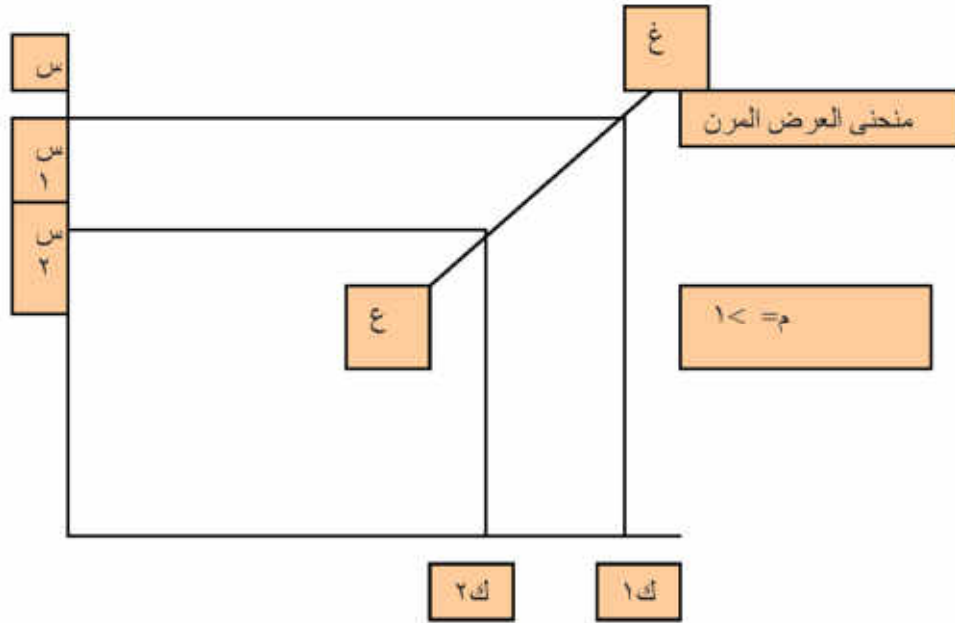 غ
س
منحنى العرض المرن
س
١
س
٢
ع
م= >١
ك٢
ك١